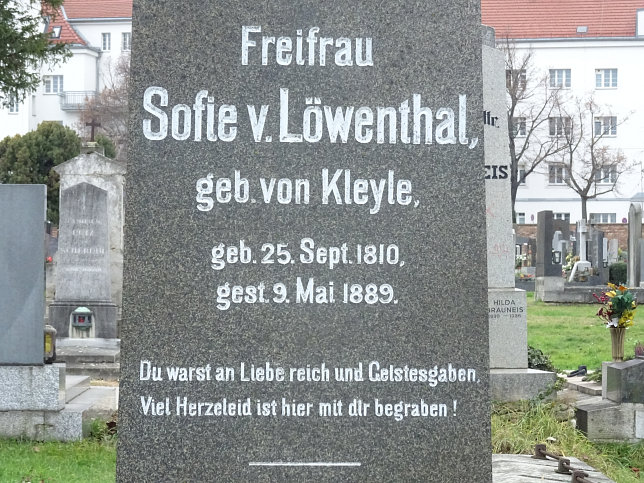 Freifrau
Sofie v. Löwenthal,
geb. von Kleyle,
geb. 25. Sept. 1810,
gest. 9. Mai 1889.
Du warst an Liebe reich und Geistesgaben,
Viel Herzeleid ist hier mit dir begraben !
HILDA